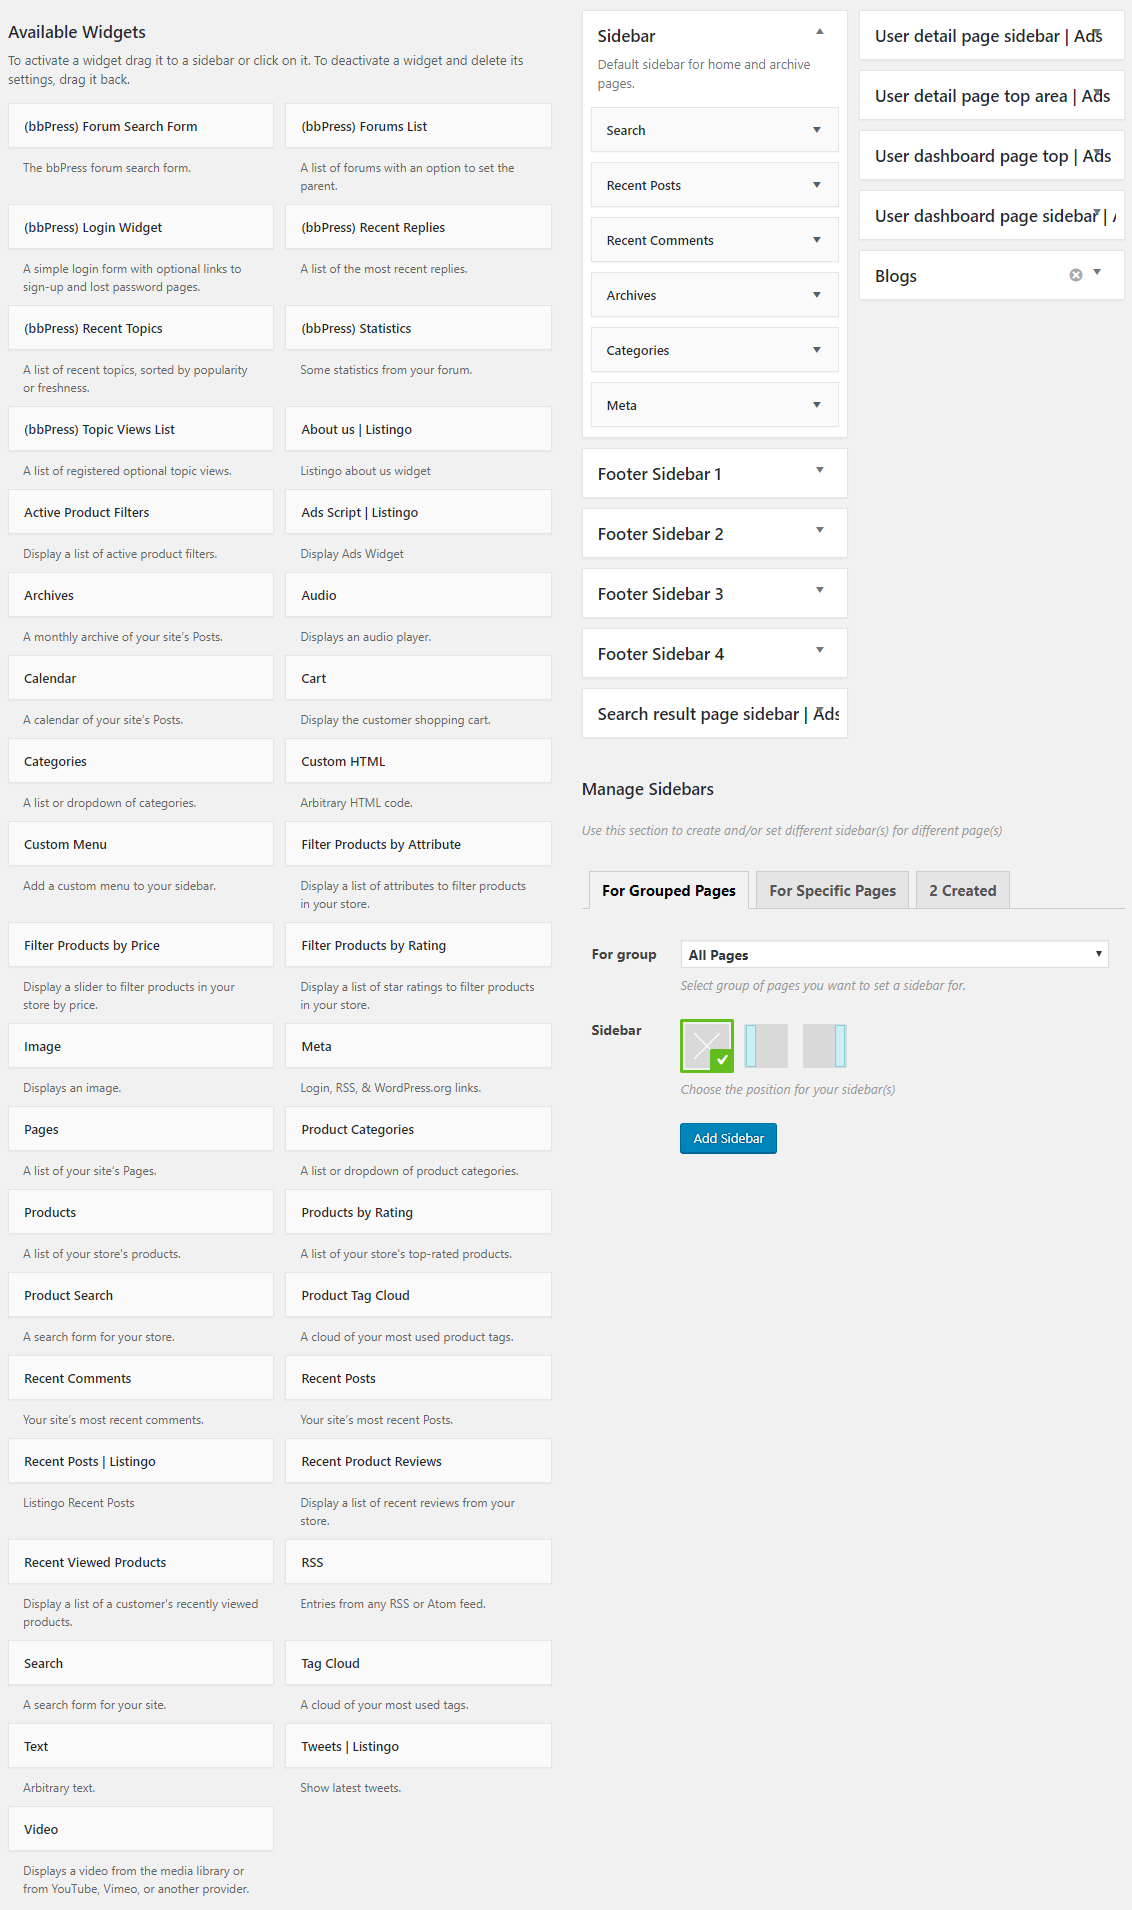 Available Widgets
To activate a widget drag it to a sidebar or click on it. To deactivate a widget and delete its
settings, drag it back.
(bbPress) Forum Search Form
The bbPress forum search form.
(bbPress) Forums List
A list of forums with an option to set the
parent.
(bbPress) Login Widget
A simple login form with optional links to
sign-up and lost password pages.
(bbPress) Recent Replies
A list of the most recent replies.
(bbPress) Recent Topics
A list of recent topics, sorted by popularity
or freshness.
(bbPress) Statistics
Some statistics from your forum.
(bbPress) Topic Views List
A list of registered optional topic views.
About us | Listingo
Listingo about us widget
Active Product Filters
Display a list of active product filters.
Ads Script | Listingo
Display Ads Widget
Archives
A monthly archive of your site's Posts.
Audio
Displays an audio player.
Calendar
A calendar of your site's Posts.
Cart
Display the customer shopping cart.
Categories
A list or dropdown of categories.
Custom HTML
Arbitrary HTML code.
Custom Menu
Add a custom menu to your sidebar.
Filter Products by Attribute
Display a list of attributes to filter products
in your store.
Filter Products by Price
Display a slider to filter products in your
store by price.
Filter Products by Rating
Display a list of star ratings to filter products
in your store.
Image
Displays an image.
Meta
Login, RSS, & WordPress.org links.
Pages
A list of your site's Pages.
Product Categories
A list or dropdown of product categories.
Products
A list of your store's products.
Products by Rating
A list of your store's top-rated products.
Product Search
A search form for your store.
Product Tag Cloud
A cloud of your most used product tags.
Recent Comments
Your site's most recent comments.
Recent Posts
Your site's most recent Posts.
Recent Posts | Listingo
Listingo Recent Posts
Recent Product Reviews
Display a list of recent reviews from your
store.
Recent Viewed Products
Display a list of a customer's recently viewed
products.
RSS
Entries from any RSS or Atom feed.
Search
A search form for your site.
Tag Cloud
A cloud of your most used tags.
Text
Arbitrary text.
Tweets | Listingo
Show latest tweets.
Video
Displays a video from the media library or
from YouTube, Vimeo, or another provider.
Sidebar
Default sidebar for home and archive
pages.
Search
Recent Posts
Recent Comments
Archives
Categories
Meta
Footer Sidebar 1
Footer Sidebar 2
Footer Sidebar 3
Footer Sidebar 4
Search result page sidebar | Ads
User detail page sidebar | Ads
User detail page top area | Ads
User dashboard page top | Ads
User dashboard page sidebar |
Blogs
Manage Sidebars
Use this section to create and/or set different sidebar(s) for different page(s)
For Grouped Pages
For Specific Pages
2 Created
For group
All Pages
Select group of pages you want to set a sidebar for.
Sidebar
Choose the position for your sidebar(s)
Add Sidebar